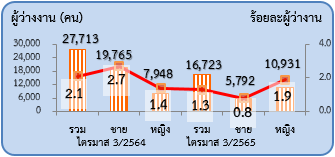 ผู้ว่างงาน (คน) ร้อยละผู้ว่างาน
30,000 4.0
24,000
18,000 2.0
12,000
6,000
0 0.0
27,713 19,765 7,948 16,723 5,792 10,931
2.1 2.7 1.4 1.3 0.8 1.9
รวม ชาย หญิง รวม ชาย หญิง
ไตรมาส 3/2564 ไตรมาส 3/2565